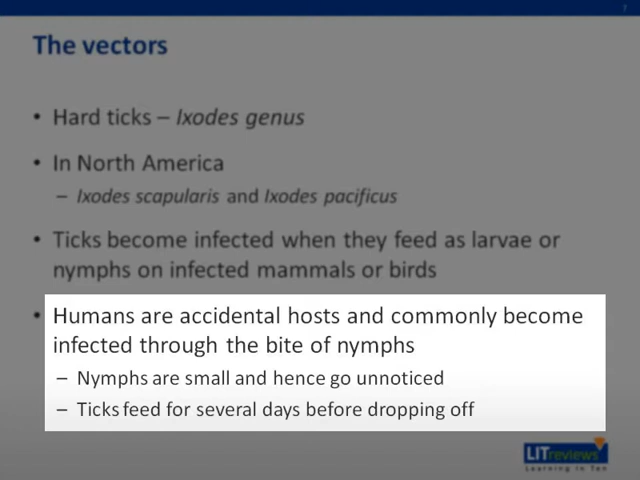 7
The vectors
• Hard ticks – Ixodes genus
• In North America
– Ixodes scapularis and Ixodes pacificus
• Ticks become infected when they feed as larvae or
nymphs on infected mammals or birds
• Humans are accidental hosts and commonly become
infected through the bite of nymphs
– Nymphs are small and hence go unnoticed
– Ticks feed for several days before dropping off
LITreviews
Learning in Ten